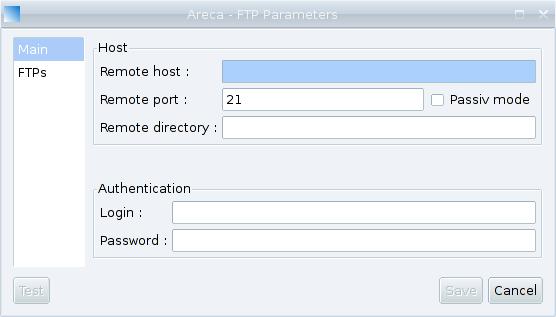 Areca - FTP Parameters
Main
FTPs
Host
Remote host :
Remote port : 21 Passiv mode
Remote directory :
Authentication
Login :
Password :
Test Save Cancel